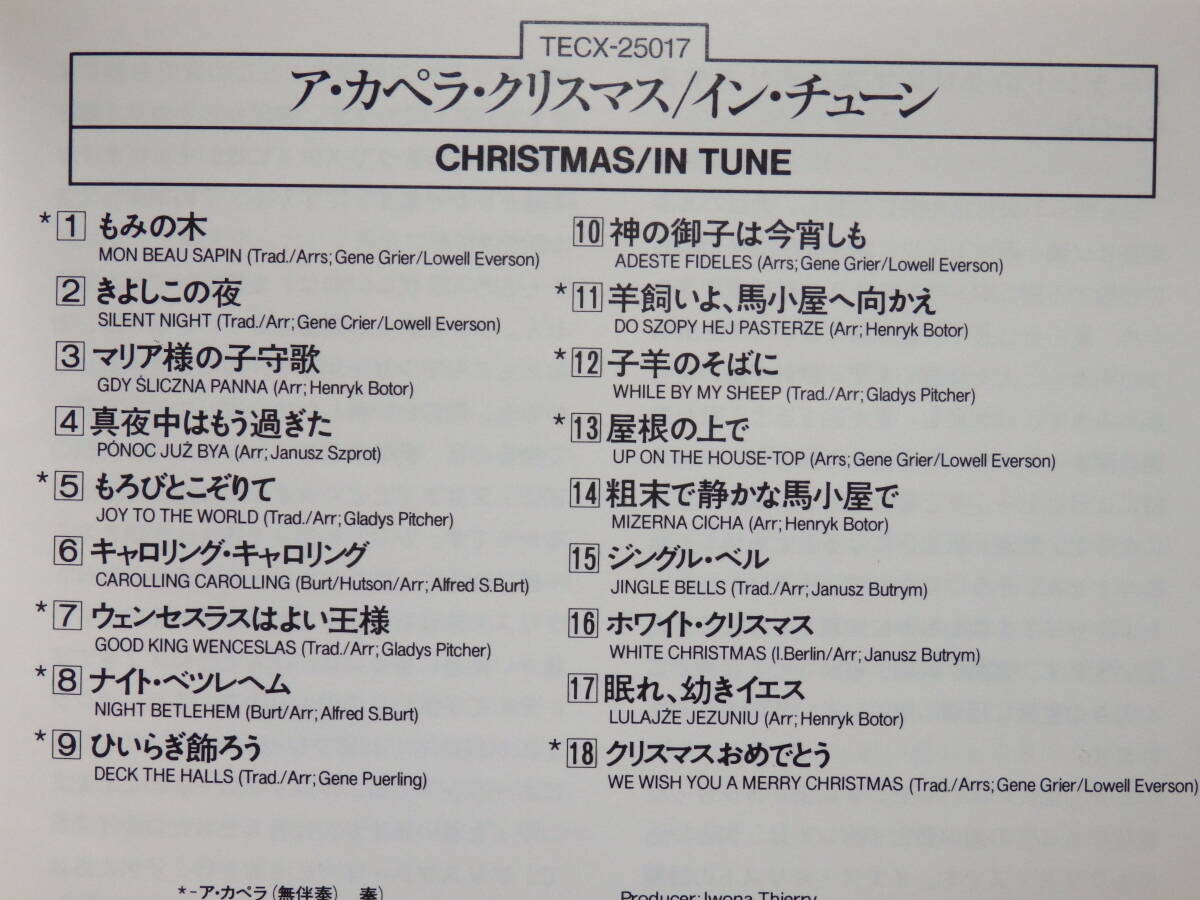 TECX-25017
ア・カペラ・クリスマス/イン・チューン
CHRISTMAS/IN TUNE
*1 もみの木
MON BEAU SAPIN (Trad./Arrs;Gene Grier/Lowell Everson)
2 きよしこの夜
SILENT NIGHT (Trad./Arr;Gene Crier/Lowell Everson)
3 マリア様の子守歌
GDY ŚLICZNA PANNA (Arr;Henryk Botor)
4 真夜中はもう過ぎた
PÓNOC JUŻ BYA (Arr;Janusz Szprot)
*5 もろびとこぞりて
JOY TO THE WORLD (Trad./Arr;Gladys Pitcher)
6 キャロリング・キャロリング
CAROLLING CAROLLING (Burt/Hutson/Arr;Alfred S.Burt)
*7 ウェンセスラスはよい王様
GOOD KING WENCESLAS (Trad./Arr;Gladys Pitcher)
*8 ナイト・ベツレヘム
NIGHT BETLEHEM (Burt/Arr;Alfred S.Burt)
*9 ひいらぎ飾ろう
DECK THE HALLS (Trad./Arr;Gene Puerling)
10 神の御子は今宵しも
ADESTE FIDELES (Arrs;Gene Grier/Lowell Everson)
*11 羊飼いよ、馬小屋へ向かえ
DO SZOPY HEJ PASTERZE (Arr;Henryk Botor)
*12 子羊のそばに
WHILE BY MY SHEEP (Trad./Arr;Gladys Pitcher)
*13 屋根の上で
UP ON THE HOUSE-TOP (Arrs;Gene Grier/Lowell Everson)
14 粗末で静かな馬小屋で
MIZERNA CICHA (Arr;Henryk Botor)
15 ジングル・ベル
JINGLE BELLS (Trad./Arr;Janusz Butrym)
16 ホワイト・クリスマス
WHITE CHRISTMAS (I.Berlin/Arr;Janusz Butrym)
17 眠れ、幼きイエス
LULAJŻE JEZUNIU (Arr;Henryk Botor)
*18 クリスマスおめでとう
WE WISH YOU A MERRY CHRISTMAS (Trad./Arrs;Gene Grier/Lowell Everson)
*-ア・カペラ(無伴奏) 奏)
Producer;Iwona Thierry